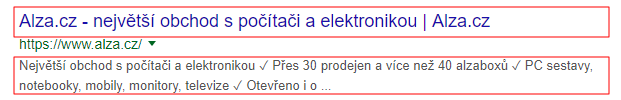 Alza.cz - největší obchod s počítači a elektronikou | Alza.cz
https://www.alza.cz/
Největší obchod s počítači a elektronikou ✓ Přes 30 prodejen a více než 40 alzaboxů ✓ PC sestavy,
notebooky, mobily, monitory, televize ✓ Otevřeno i o ...